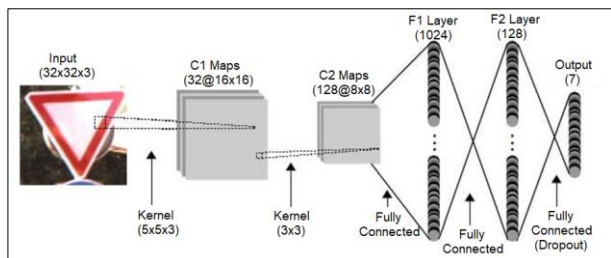 Input
(32x32x3)
C1 Maps
(32@16x16)
C2 Maps
(128@8x8)
F1 Layer
(1024)
F2 Layer
(128)
Output
(7)
Kernel
(5x5x3)
Kernel
(3x3)
Fully
Connected
Fully
Connected
Fully
Connected
(Dropout)